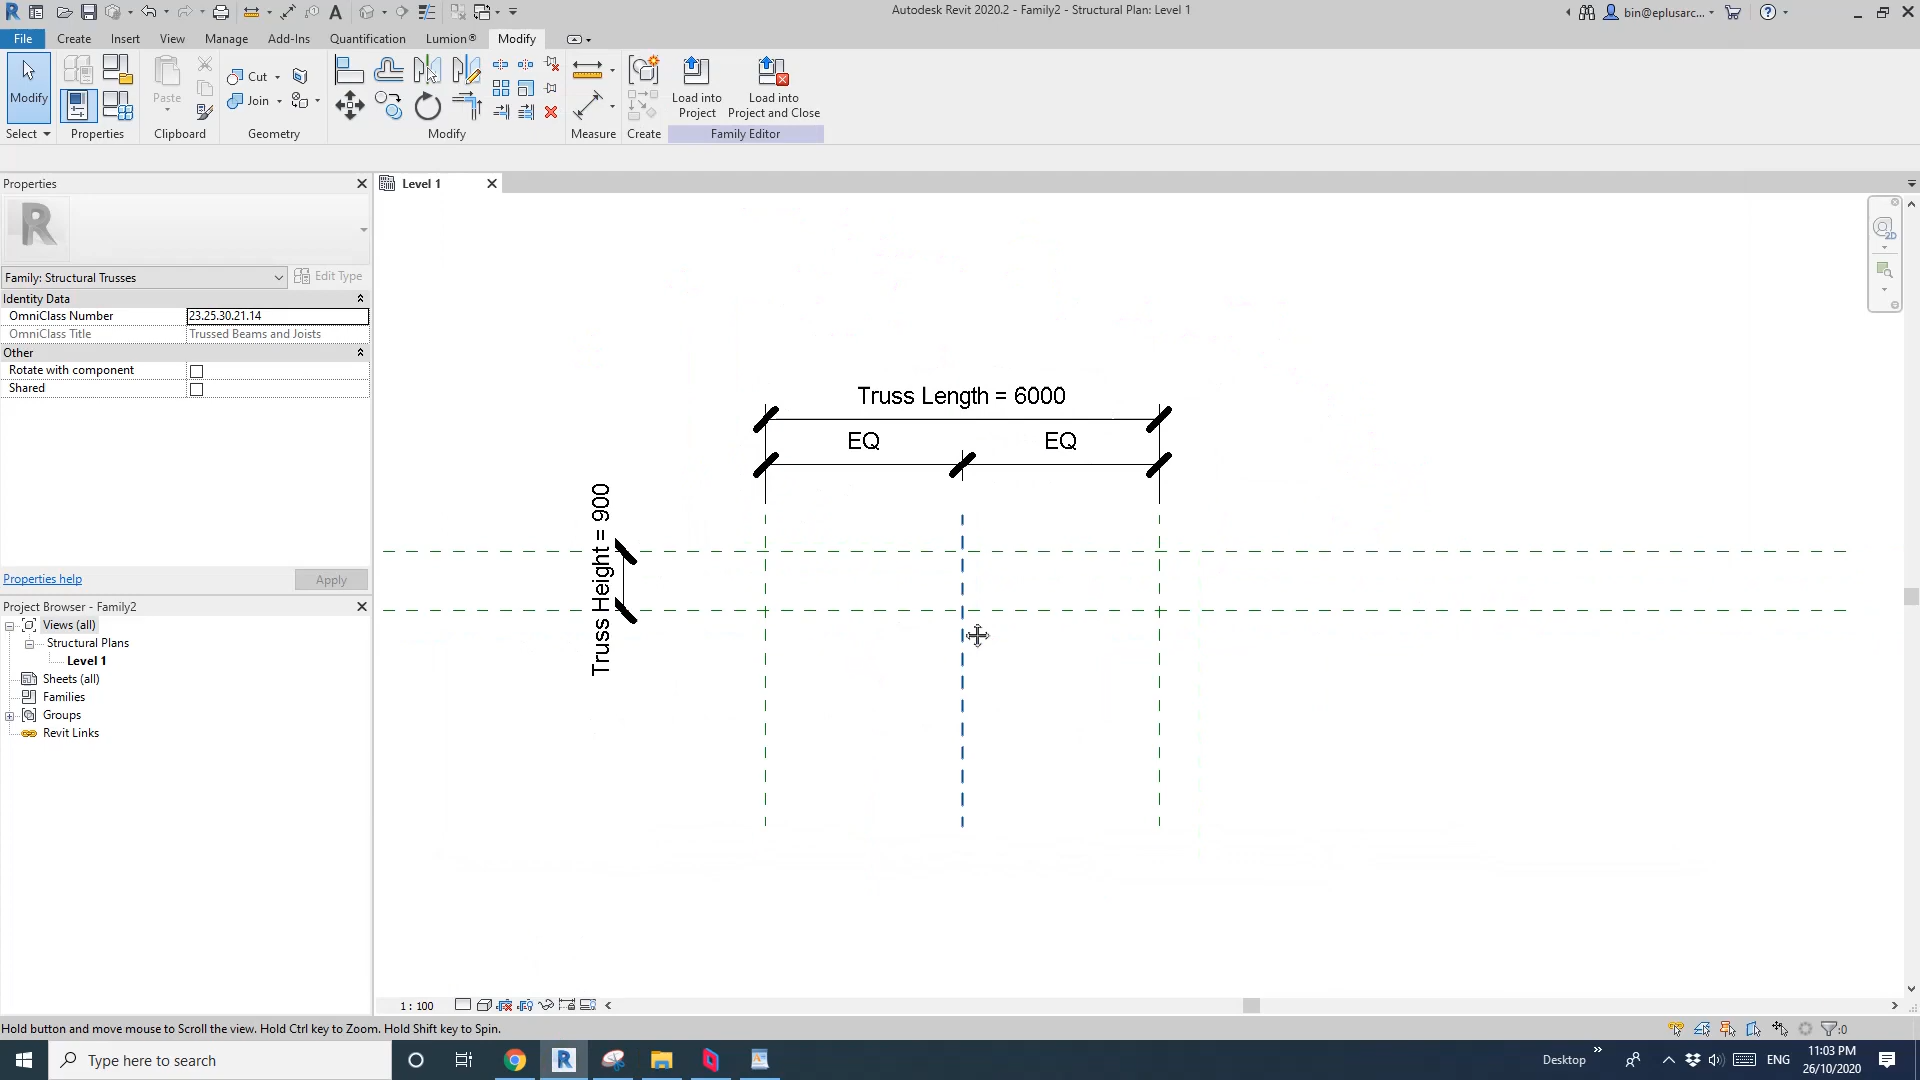 Autodesk Revit 2020.2 - Family2 - Structural Plan: Level 1
bin@eplusarc...
File Create Insert View Manage Add-Ins Quantification Lumion® Modify
Modify
Paste
Cut
Join
Load into
Project
Load into
Project and Close
Select Properties Clipboard Geometry Modify Measure Create Family Editor
Properties
Level 1
R
Family: Structural Trusses
Edit Type
Identity Data
OmniClass Number 23.25.30.21.14
OmniClass Title Trussed Beams and Joists
Other
Rotate with component
Shared
Properties help
Apply
Project Browser - Family2
Views (all)
Structural Plans
Level 1
Sheets (all)
Families
Groups
Revit Links
2D
Truss Length = 6000
EQ EQ
Truss Height = 900
1 : 100
Hold button and move mouse to Scroll the view. Hold Ctrl key to Zoom. Hold Shift key to Spin.
:0
Type here to search
Desktop
ENG
11:03 PM
26/10/2020